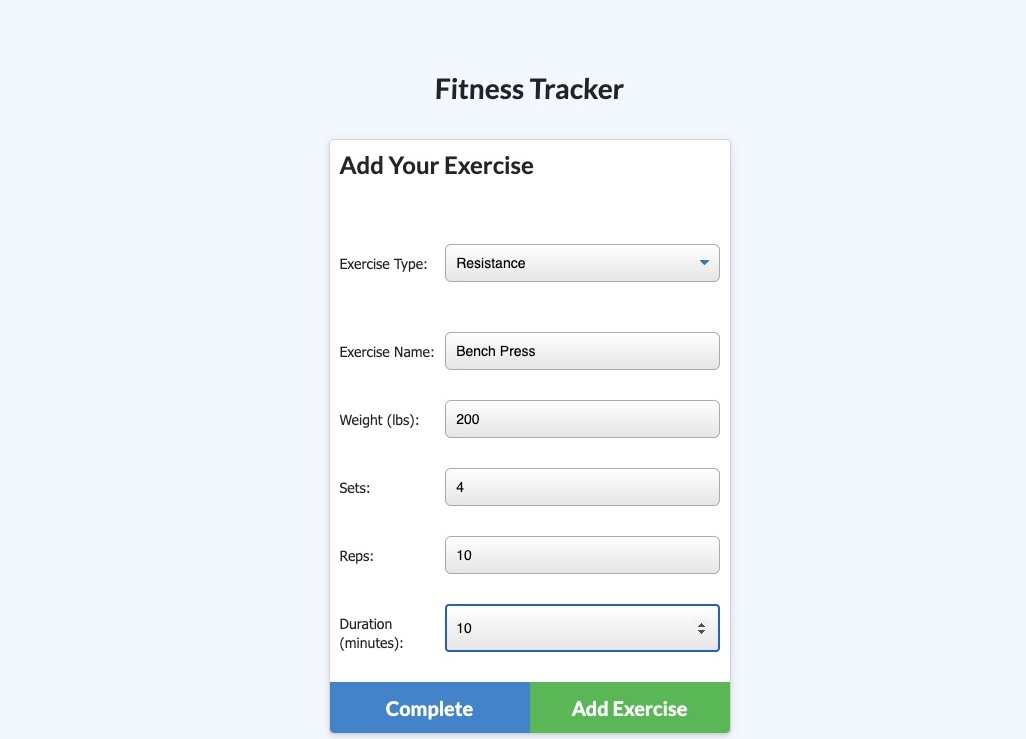 Fitness Tracker
Add Your Exercise
Exercise Type: Resistance
Exercise Name: Bench Press
Weight (lbs): 200
Sets: 4
Reps: 10
Duration
(minutes): 10
Complete Add Exercise